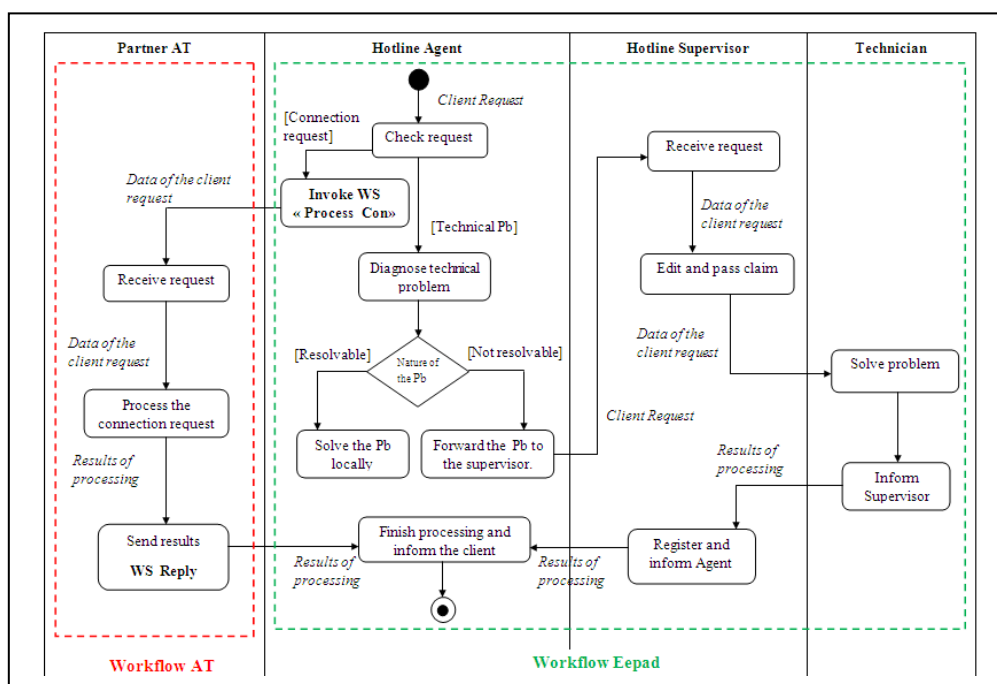 Partner AT
Hotline Agent
Hotline Supervisor
Technician
Client Request
[Connection
request]
Check request
Receive request
Data of the client
request
Invoke WS
« Process Con»
Data of the
client request
[Technical Pb]
Receive request
Diagnose technical
problem
Edit and pass claim
Data of the
client request
[Resolvable]
Nature of
the Pb
[Not resolvable]
Data of the
client request
Solve problem
Process the
connection request
Client Request
Solve the Pb
locally
Forward the Pb to
the supervisor.
Results of
processing
Results of
processing
Inform
Supervisor
Send results
WS Reply
Finish processing and
inform the client
Register and
inform Agent
Results of
processing
Results of
processing
Workflow AT
Workflow Eepad